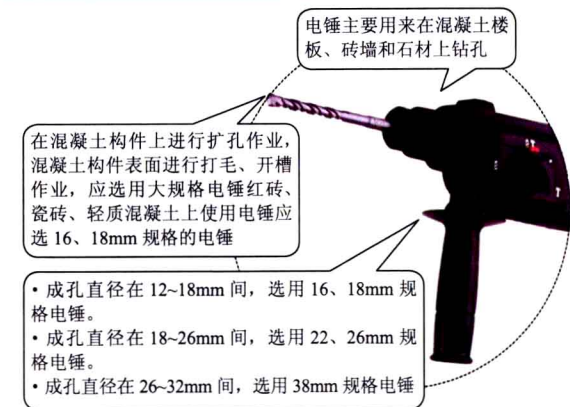 电锤主要用来在混凝土楼
板、砖墙和石材上钻孔
在混凝土构件上进行扩孔作业，
混凝土构件表面进行打毛、开槽
作业，应选用大规格电锤红砖、
瓷砖、轻质混凝土上使用电锤应
选 16、18mm 规格的电锤
• 成孔直径在 12~18mm 间，选用 16、18mm 规
格电锤。
• 成孔直径在 18~26mm 间，选用 22、26mm 规
格电锤。
• 成孔直径在 26~32mm 间，选用 38mm 规格电锤